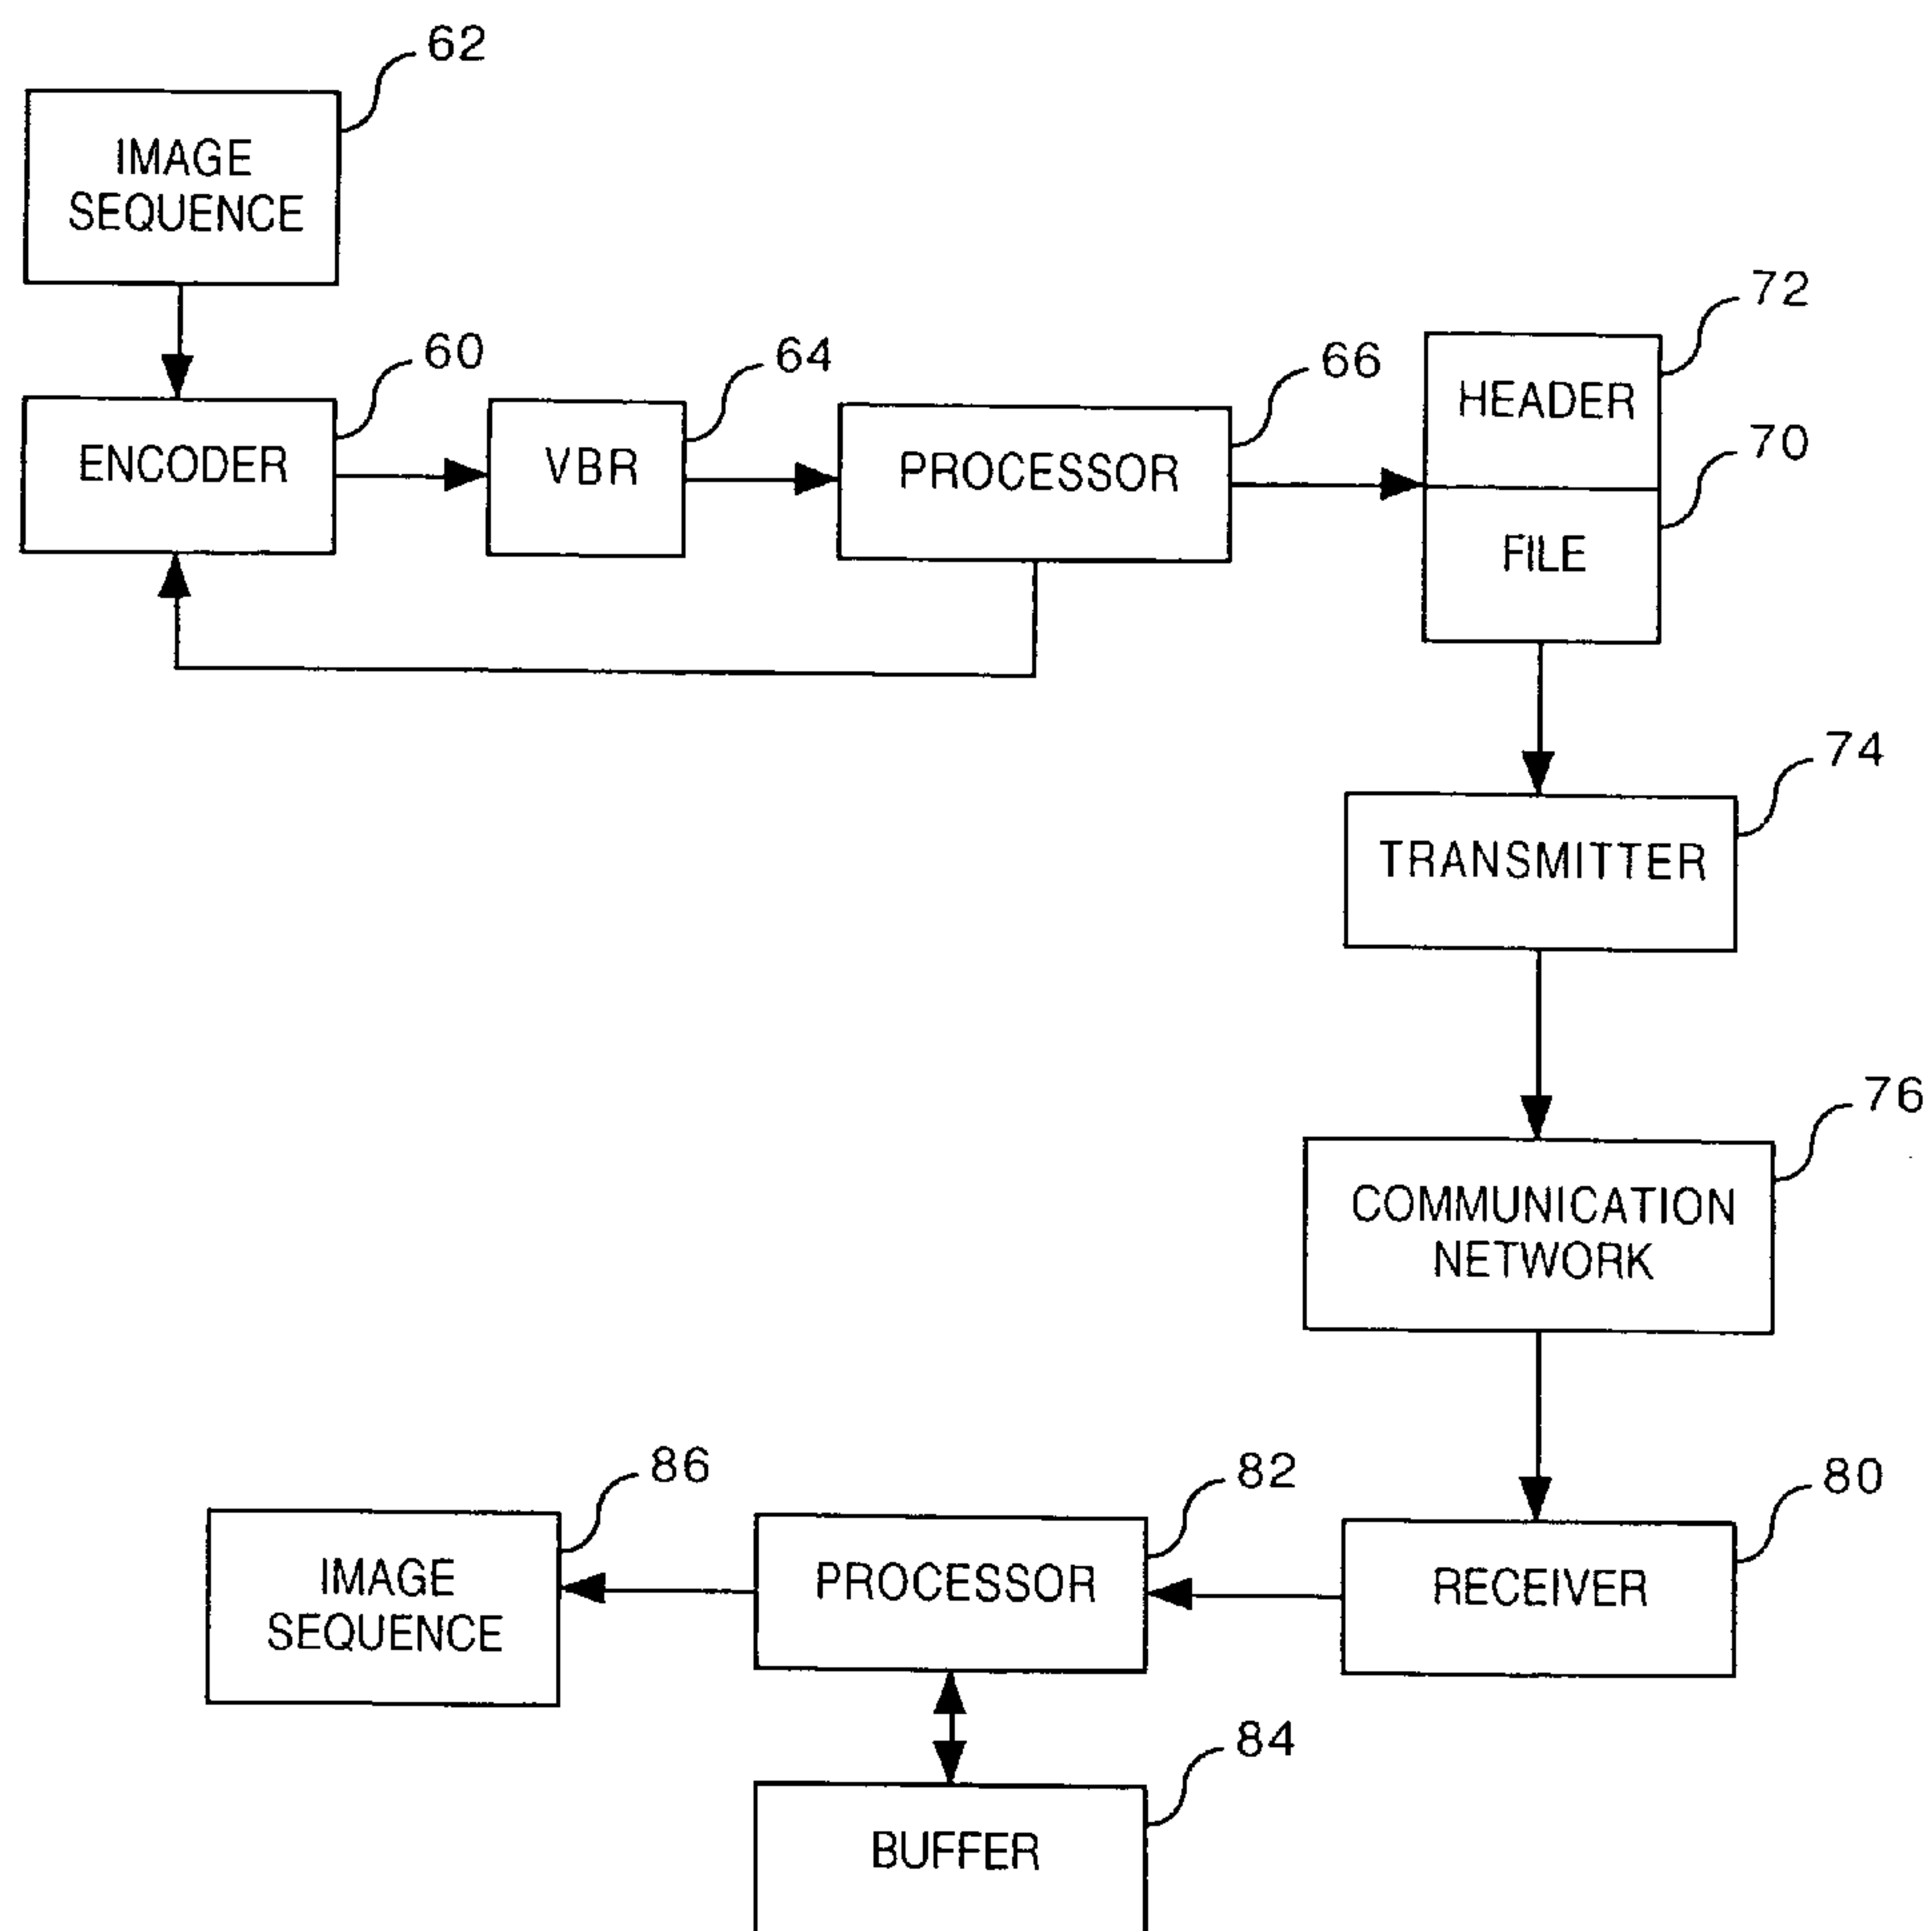 62
IMAGE
SEQUENCE
60
ENCODER
64
VBR
66
PROCESSOR
72
HEADER
70
FILE
74
TRANSMITTER
76
COMMUNICATION
NETWORK
80
RECEIVER
82
PROCESSOR
86
IMAGE
SEQUENCE
84
BUFFER